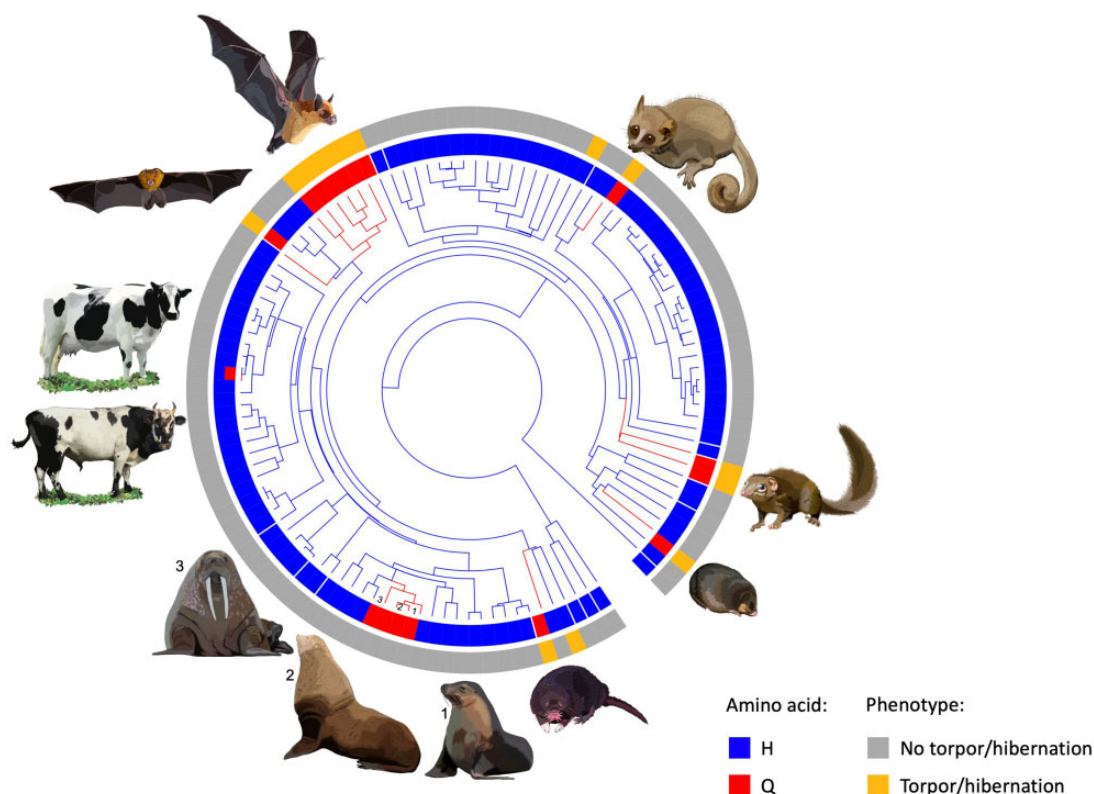 3
3
2
1
2
1
Amino acid:
Phenotype:
H
No torpor/hibernation
Q
Torpor/hibernation